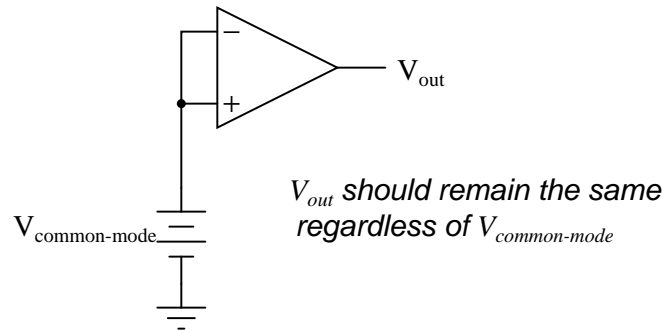 −
+
V_out
V_out should remain the same
regardless of V_common-mode
V_common-mode